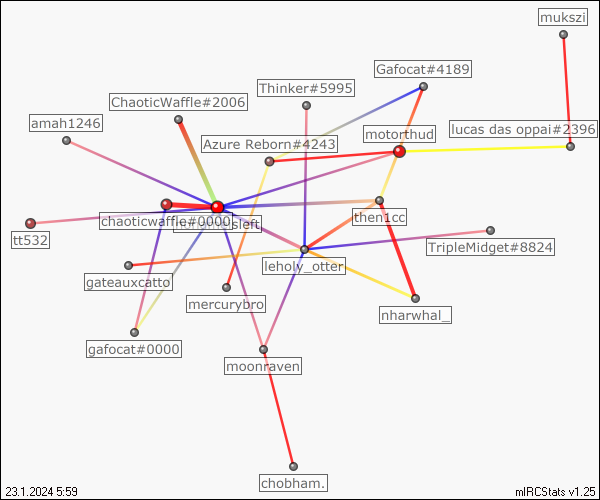 mukszi
Gafocat#4189
Thinker#5995
ChaoticWaffle#2006
amah1246
motorthud
lucas das oppai#2396
Azure Reborn#4243
then1cc
chaoticwaffle#0000
tt532
TripleMidget#8824
leholy_otter
gateauxcatto
mercurybro
nharwhal_
gafocat#0000
moonraven
chobham.
23.1.2024 5:59
mIRCStats v1.25